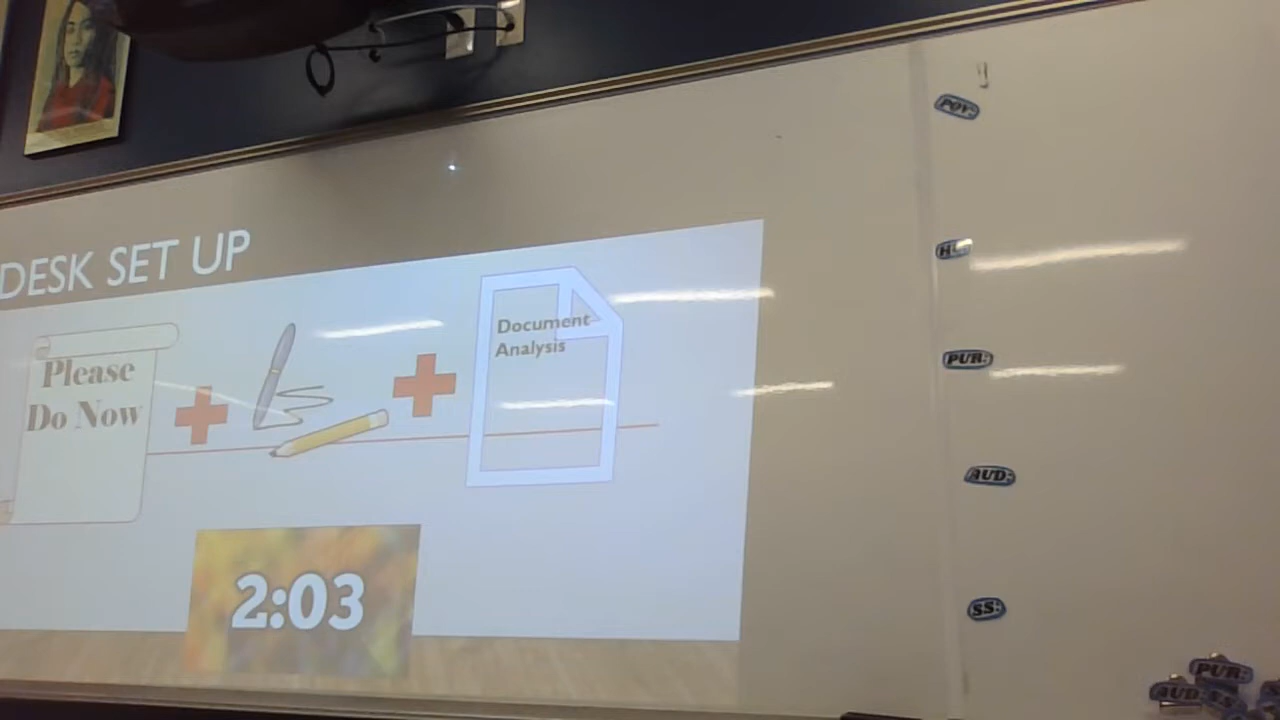 DESK SET UP
Please
Do Now
Document
Analysis
2:03
POV:
PUR:
AUD:
SS:
PUR:
AUD: